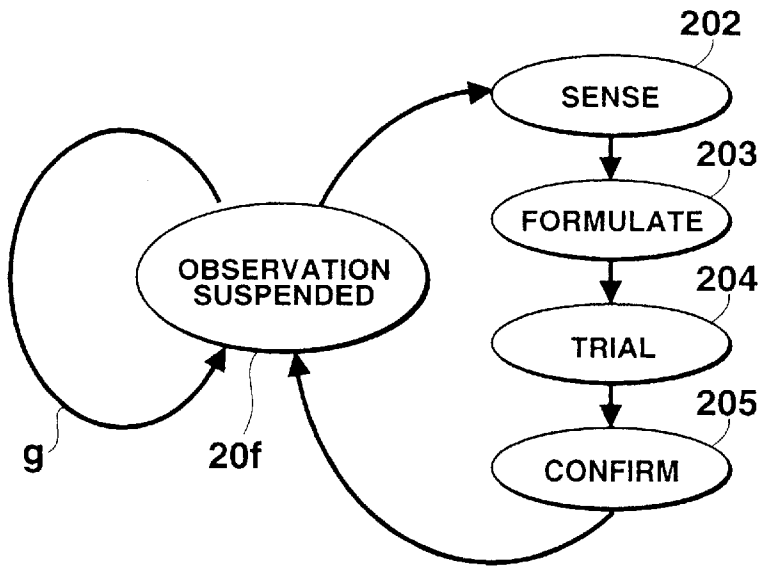 202
SENSE
203
FORMULATE
OBSERVATION
SUSPENDED
204
TRIAL
205
CONFIRM
g
20f